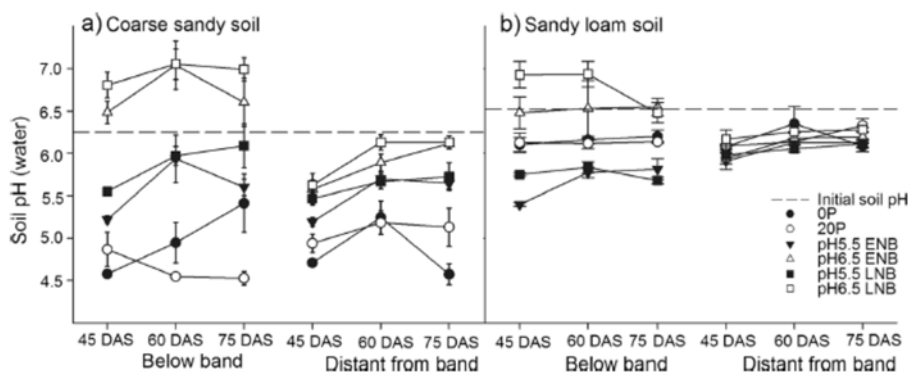 a) Coarse sandy soil
b) Sandy loam soil
Soil pH (water)
7.0
6.5
6.0
5.5
5.0
4.5
Initial soil pH
0P
20P
pH5.5 ENB
pH6.5 ENB
pH5.5 LNB
pH6.5 LNB
45 DAS 60 DAS 75 DAS 45 DAS 60 DAS 75 DAS 45 DAS 60 DAS 75 DAS 45 DAS 60 DAS 75 DAS
Below band Distant from band Below band Distant from band